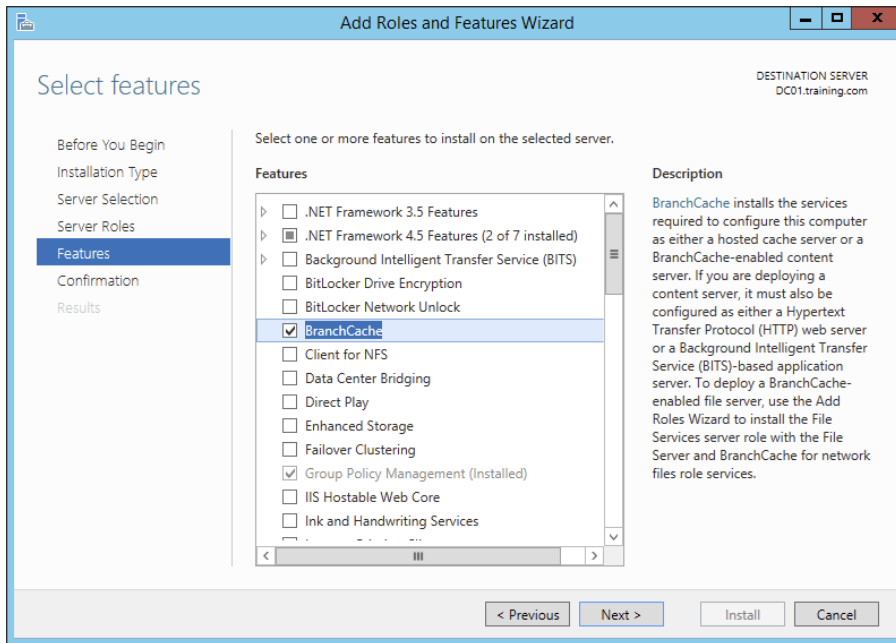 Add Roles and Features Wizard
Select features
DESTINATION SERVER
DC01.training.com
Before You Begin
Installation Type
Server Selection
Server Roles
Features
Confirmation
Results
Select one or more features to install on the selected server.
Features
.NET Framework 3.5 Features
.NET Framework 4.5 Features (2 of 7 installed)
Background Intelligent Transfer Service (BITS)
BitLocker Drive Encryption
BitLocker Network Unlock
BranchCache
Client for NFS
Data Center Bridging
Direct Play
Enhanced Storage
Failover Clustering
Group Policy Management (Installed)
IIS Hostable Web Core
Ink and Handwriting Services
Description
BranchCache installs the services
required to configure this computer
as either a hosted cache server or a
BranchCache-enabled content
server. If you are deploying a
content server, it must also be
configured as either a Hypertext
Transfer Protocol (HTTP) web server
or a Background Intelligent Transfer
Service (BITS)-based application
server. To deploy a BranchCache-
enabled file server, use the Add
Roles Wizard to install the File
Services server role with the File
Server and BranchCache for network
files role services.
< Previous
Next >
Install
Cancel